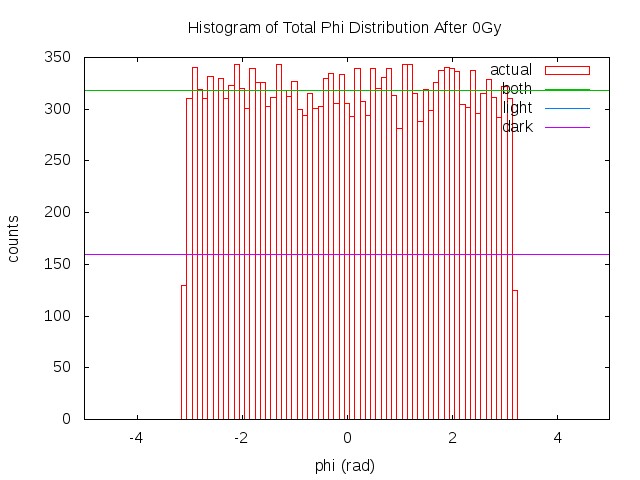 Histogram of Total Phi Distribution After 0Gy
350
300
250
200
150
100
50
0
counts
actual
both
light
dark
-4
-2
0
2
4
phi (rad)